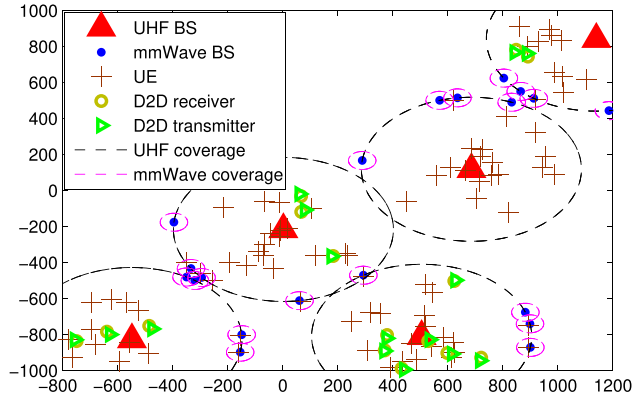 1000
800
600
400
200
0
−200
−400
−600
−800
−1000
UHF BS
mmWave BS
UE
D2D receiver
D2D transmitter
UHF coverage
mmWave coverage
−800 −600 −400 −200 0 200 400 600 800 1000 1200